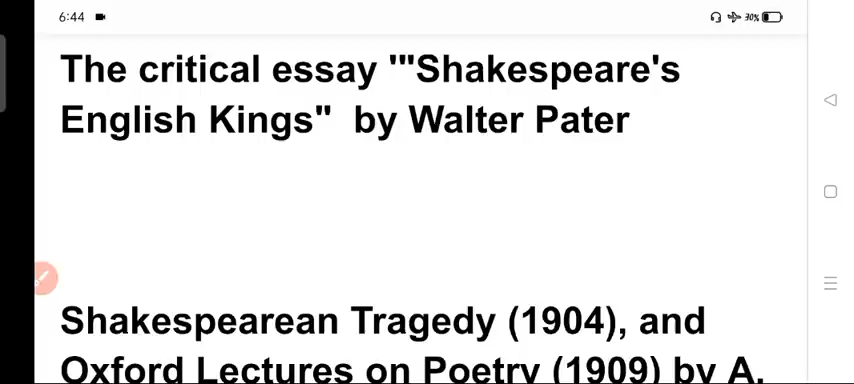 6:44
30%
The critical essay '"Shakespeare's
English Kings" by Walter Pater
Shakespearean Tragedy (1904), and
Oxford Lectures on Poetry (1909) by A.